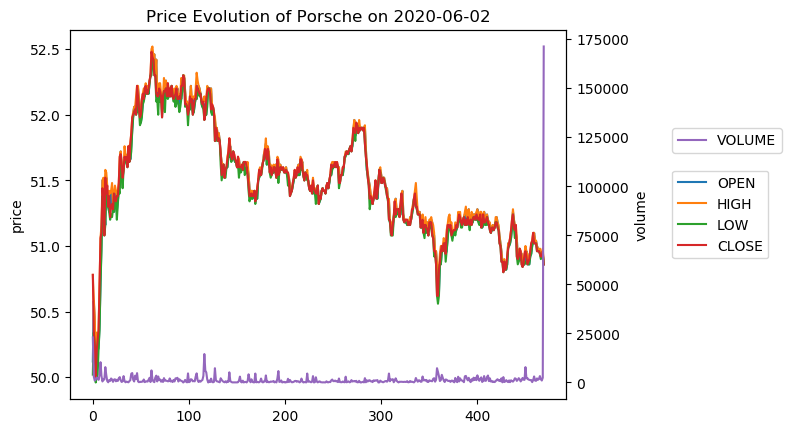 Price Evolution of Porsche on 2020-06-02
price
52.5
52.0
51.5
51.0
50.5
50.0
0
100
200
300
400
175000
150000
125000
100000
75000
50000
25000
0
volume
VOLUME
OPEN
HIGH
LOW
CLOSE